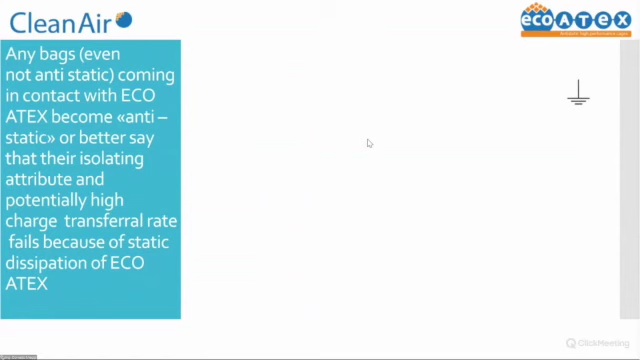 CleanAir
ecoATEX
Any bags (even
not anti static) coming
in contact with ECO
ATEX become «anti –
static» or better say
that their isolating
attribute and
potentially high
charge transferral rate
fails because of static
dissipation of ECO
ATEX
ClickMeeting